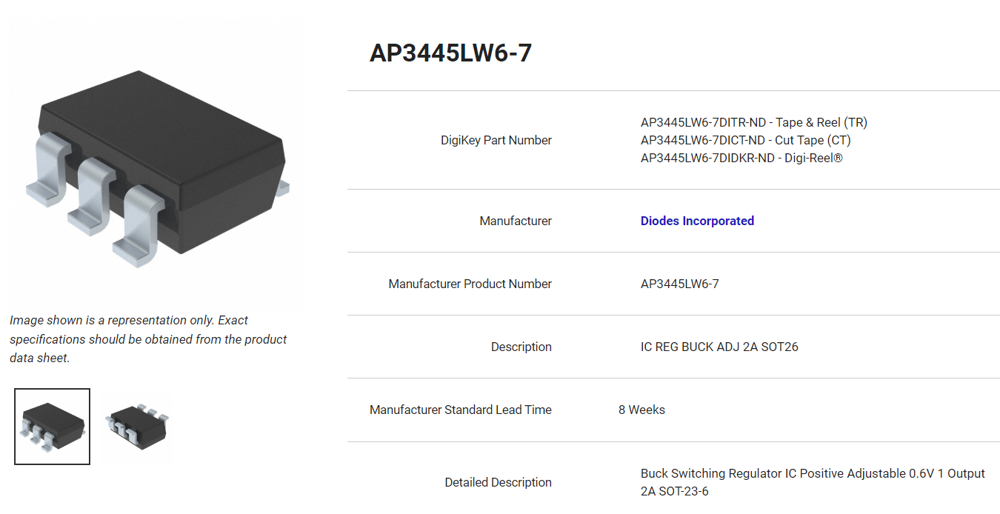 AP3445LW6-7
DigiKey Part Number
AP3445LW6-7DITR-ND - Tape & Reel (TR)
AP3445LW6-7DICT-ND - Cut Tape (CT)
AP3445LW6-7DIDKR-ND - Digi-Reel®
Manufacturer
Diodes Incorporated
Manufacturer Product Number
AP3445LW6-7
Description
IC REG BUCK ADJ 2A SOT26
Manufacturer Standard Lead Time
8 Weeks
Detailed Description
Buck Switching Regulator IC Positive Adjustable 0.6V 1 Output
2A SOT-23-6
Image shown is a representation only. Exact
specifications should be obtained from the product
data sheet.